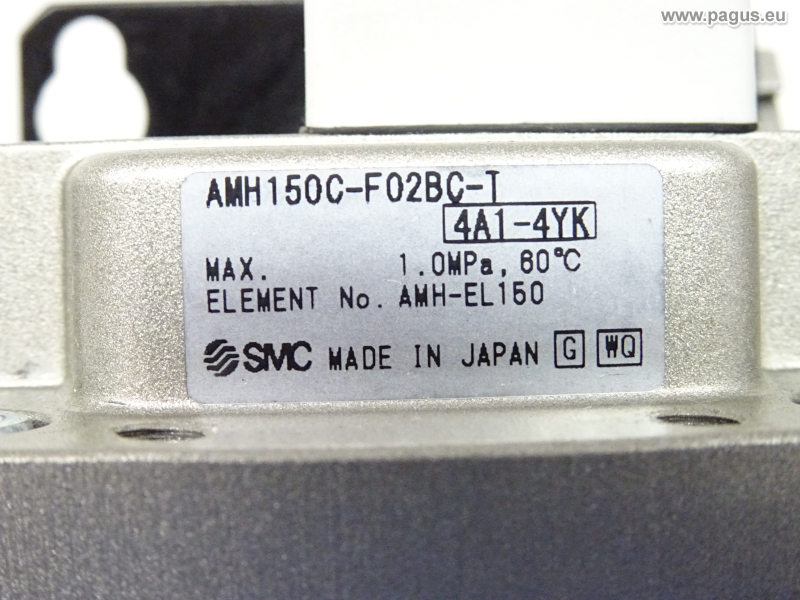 www.pagus.eu
AMH150C-F02BC-T
4A1-4YK
MAX. 1.0MPa, 60°C
ELEMENT No. AMH-EL150
SMC MADE IN JAPAN G WQ